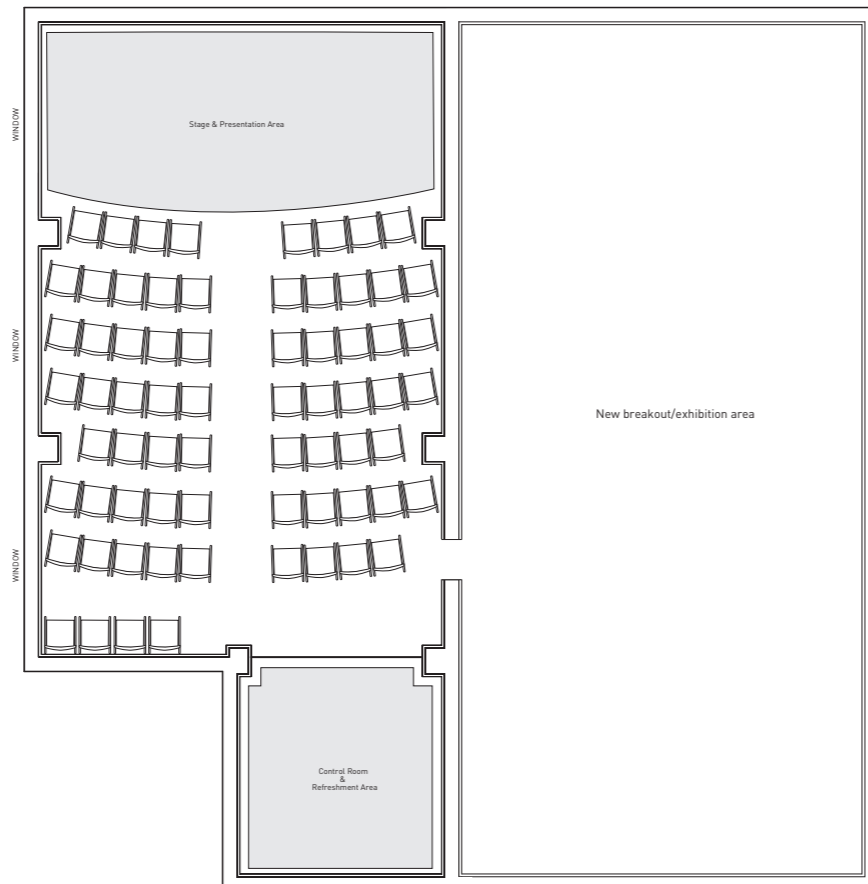 WINDOW
Stage & Presentation Area
WINDOW
New breakout/exhibition area
WINDOW
Control Room
&
Refreshment Area